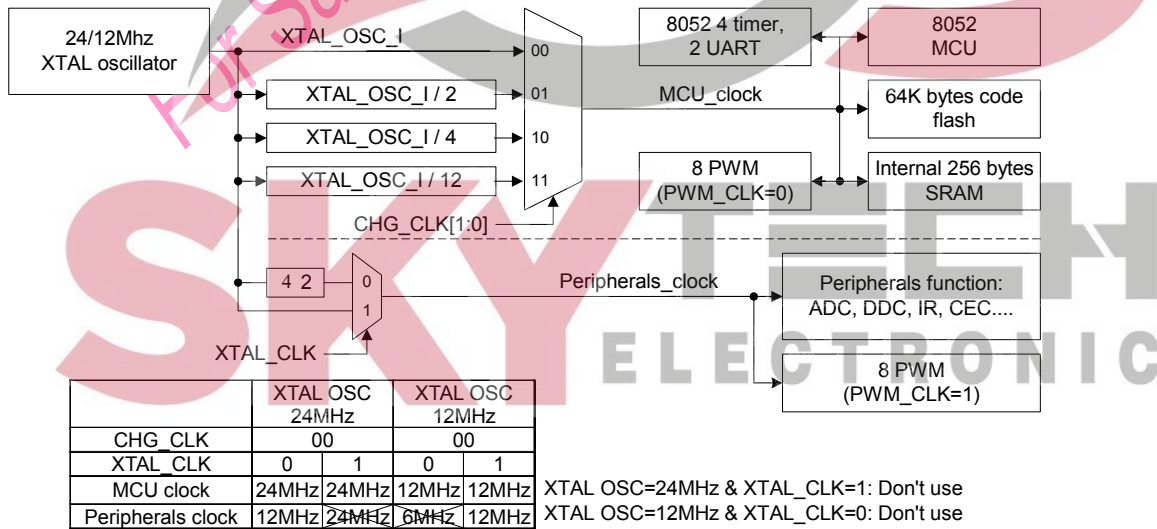 24/12Mhz
XTAL oscillator
XTAL_OSC_I
XTAL_OSC_I / 2
XTAL_OSC_I / 4
XTAL_OSC_I / 12
00
01
10
11
CHG_CLK[1:0]
MCU_clock
8052 4 timer,
2 UART
8052
MCU
64K bytes code
flash
8 PWM
(PWM_CLK=0)
Internal 256 bytes
SRAM
4 2
0
1
XTAL_CLK
Peripherals_clock
Peripherals function:
ADC, DDC, IR, CEC....
8 PWM
(PWM_CLK=1)
XTAL OSC 24MHz XTAL OSC 12MHz
CHG_CLK 00 00
XTAL_CLK 0 1 0 1
MCU clock 24MHz 24MHz 12MHz 12MHz
Peripherals clock 12MHz 24MHz 6MHz 12MHz
XTAL OSC=24MHz & XTAL_CLK=1: Don't use
XTAL OSC=12MHz & XTAL_CLK=0: Don't use
For
SKYTECH
ELECTRONIC